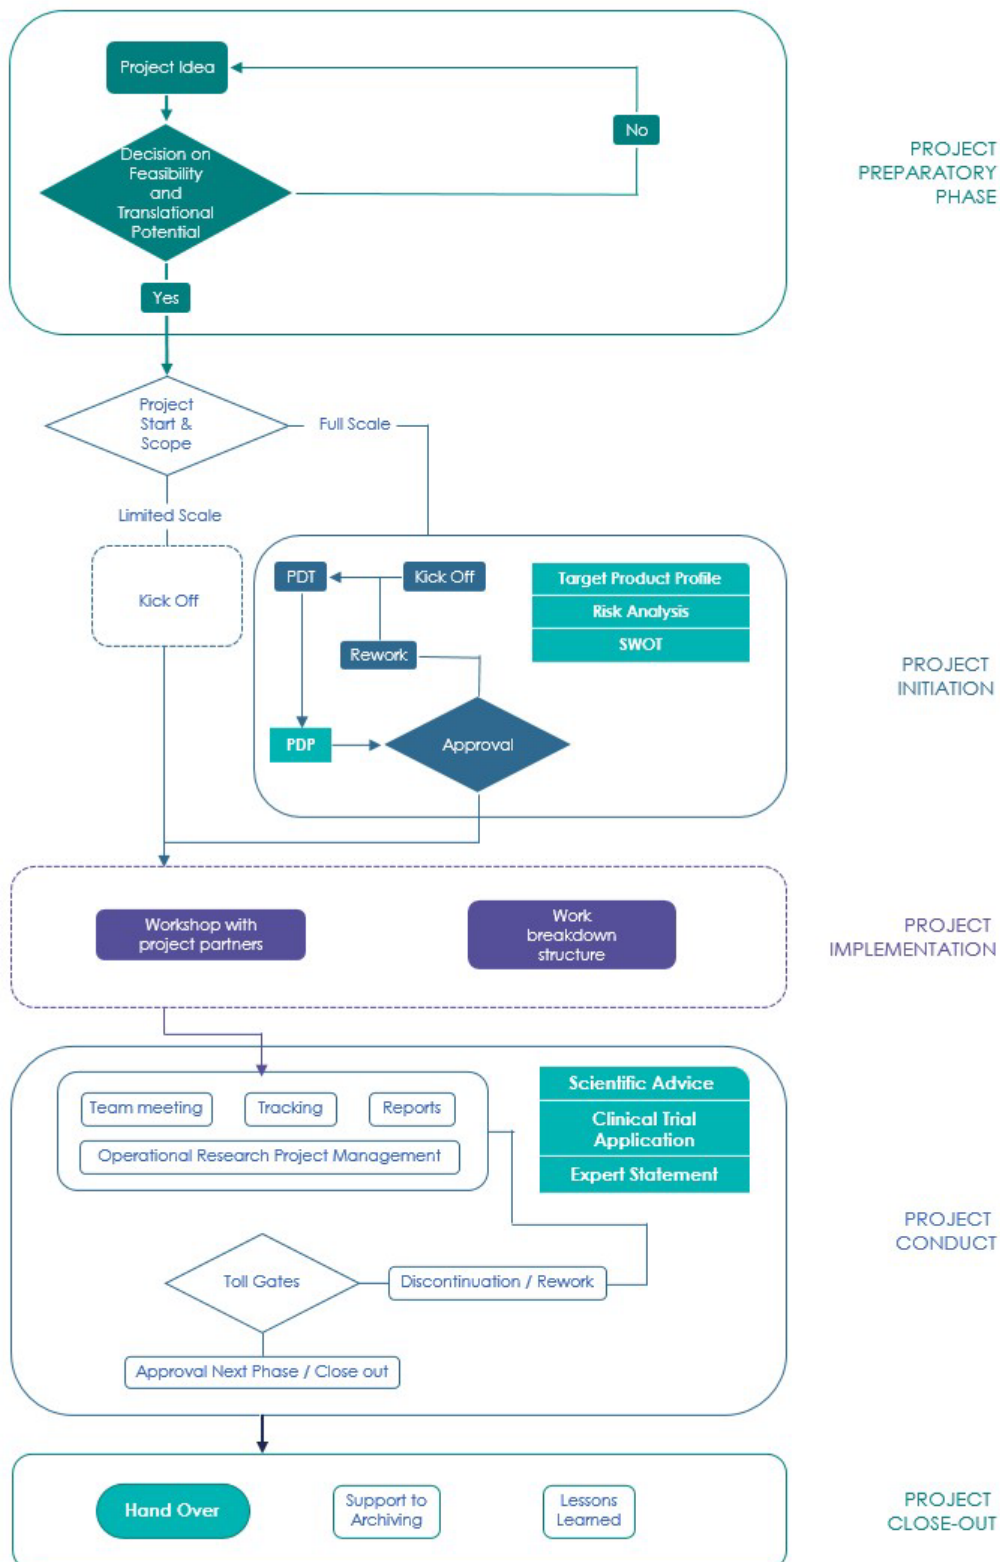 Project Idea
No
Decision on
Feasibility
and
Translational
Potential
Yes
PROJECT
PREPARATORY
PHASE
Project
Start &
Scope
Full Scale
Limited Scale
Kick Off
PDT
Kick Off
Rework
PDP
Approval
Target Product Profile
Risk Analysis
SWOT
PROJECT
INITIATION
Workshop with
project partners
Work
breakdown
structure
PROJECT
IMPLEMENTATION
Team meeting
Tracking
Reports
Operational Research Project Management
Scientific Advice
Clinical Trial
Application
Expert Statement
Toll Gates
Discontinuation / Rework
Approval Next Phase / Close out
PROJECT
CONDUCT
Hand Over
Support to
Archiving
Lessons
Learned
PROJECT
CLOSE-OUT